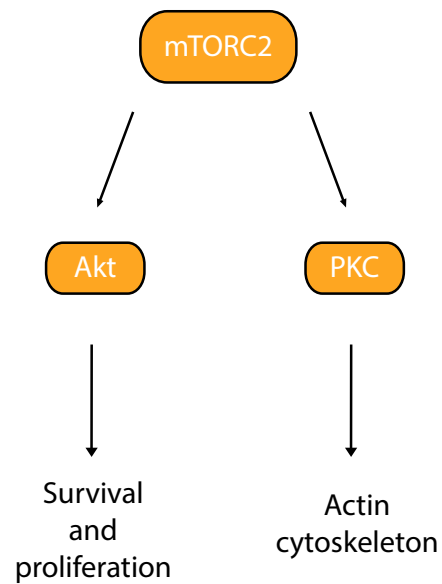 mTORC2
Akt
PKC
Survival
and
proliferation
Actin
cytoskeleton